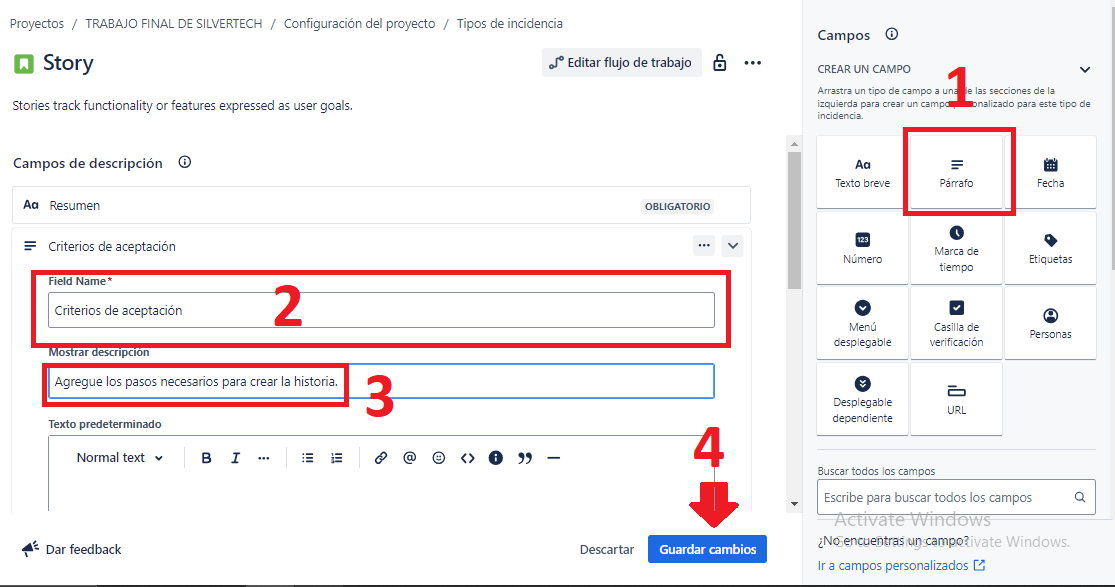 Proyectos / TRABAJO FINAL DE SILVERTECH / Configuración del proyecto / Tipos de incidencia
Story
Editar flujo de trabajo
Stories track functionality or features expressed as user goals.
Campos de descripción
Aa Resumen
OBLIGATORIO
Criterios de aceptación
Field Name*
Criterios de aceptación
2
Mostrar descripción
Agregue los pasos necesarios para crear la historia.
3
Texto predeterminado
Normal text
B I
4
Dar feedback
Descartar
Guardar cambios
Campos
CREAR UN CAMPO
1
Arrastra un tipo de campo a una de las secciones de la
izquierda para crear un campo personalizado para este tipo de
incidencia.
Aa
Texto breve
Párrafo
Fecha
123
Número
Marca de
tiempo
Etiquetas
Menú
desplegable
Casilla de
verificación
Personas
Desplegable
dependiente
URL
Buscar todos los campos
Escribe para buscar todos los campos
Activate Windows
¿No encuentras un campo?
Go to Settings to activate Windows.
Ir a campos personalizados